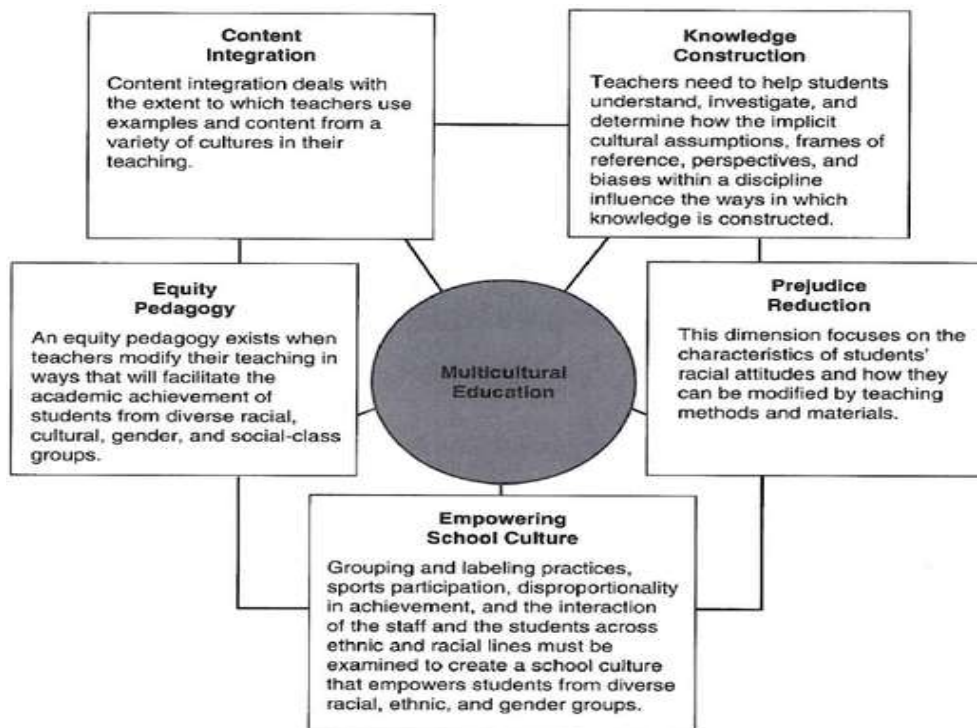 Content
Integration
Content integration deals with
the extent to which teachers use
examples and content from a
variety of cultures in their
teaching.
Knowledge
Construction
Teachers need to help students
understand, investigate, and
determine how the implicit
cultural assumptions, frames of
reference, perspectives, and
biases within a discipline
influence the ways in which
knowledge is constructed.
Equity
Pedagogy
An equity pedagogy exists when
teachers modify their teaching in
ways that will facilitate the
academic achievement of
students from diverse racial,
cultural, gender, and social-class
groups.
Multicultural
Education
Prejudice
Reduction
This dimension focuses on the
characteristics of students'
racial attitudes and how they
can be modified by teaching
methods and materials.
Empowering
School Culture
Grouping and labeling practices,
sports participation, disproportionality
in achievement, and the interaction
of the staff and the students across
ethnic and racial lines must be
examined to create a school culture
that empowers students from diverse
racial, ethnic, and gender groups.